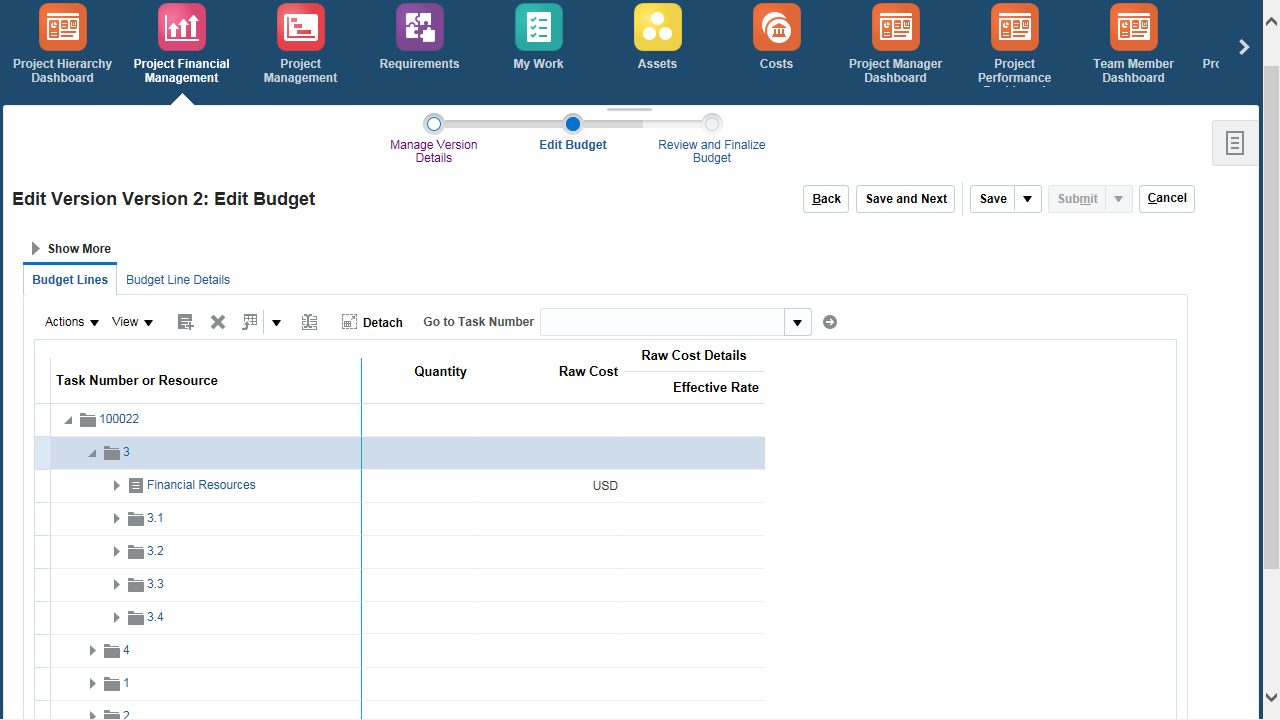 Project Hierarchy
Dashboard
Project Financial
Management
Project
Management
Requirements
My Work
Assets
Costs
Project Manager
Dashboard
Project
Performance
Team Member
Dashboard
Manage Version
Details
Edit Budget
Review and Finalize
Budget
Edit Version Version 2: Edit Budget
Back
Save and Next
Save
Submit
Cancel
Show More
Budget Lines
Budget Line Details
Actions
View
Detach
Go to Task Number
Task Number or Resource
Quantity
Raw Cost
Raw Cost Details
Effective Rate
100022
3
Financial Resources
USD
3.1
3.2
3.3
3.4
4
1
2